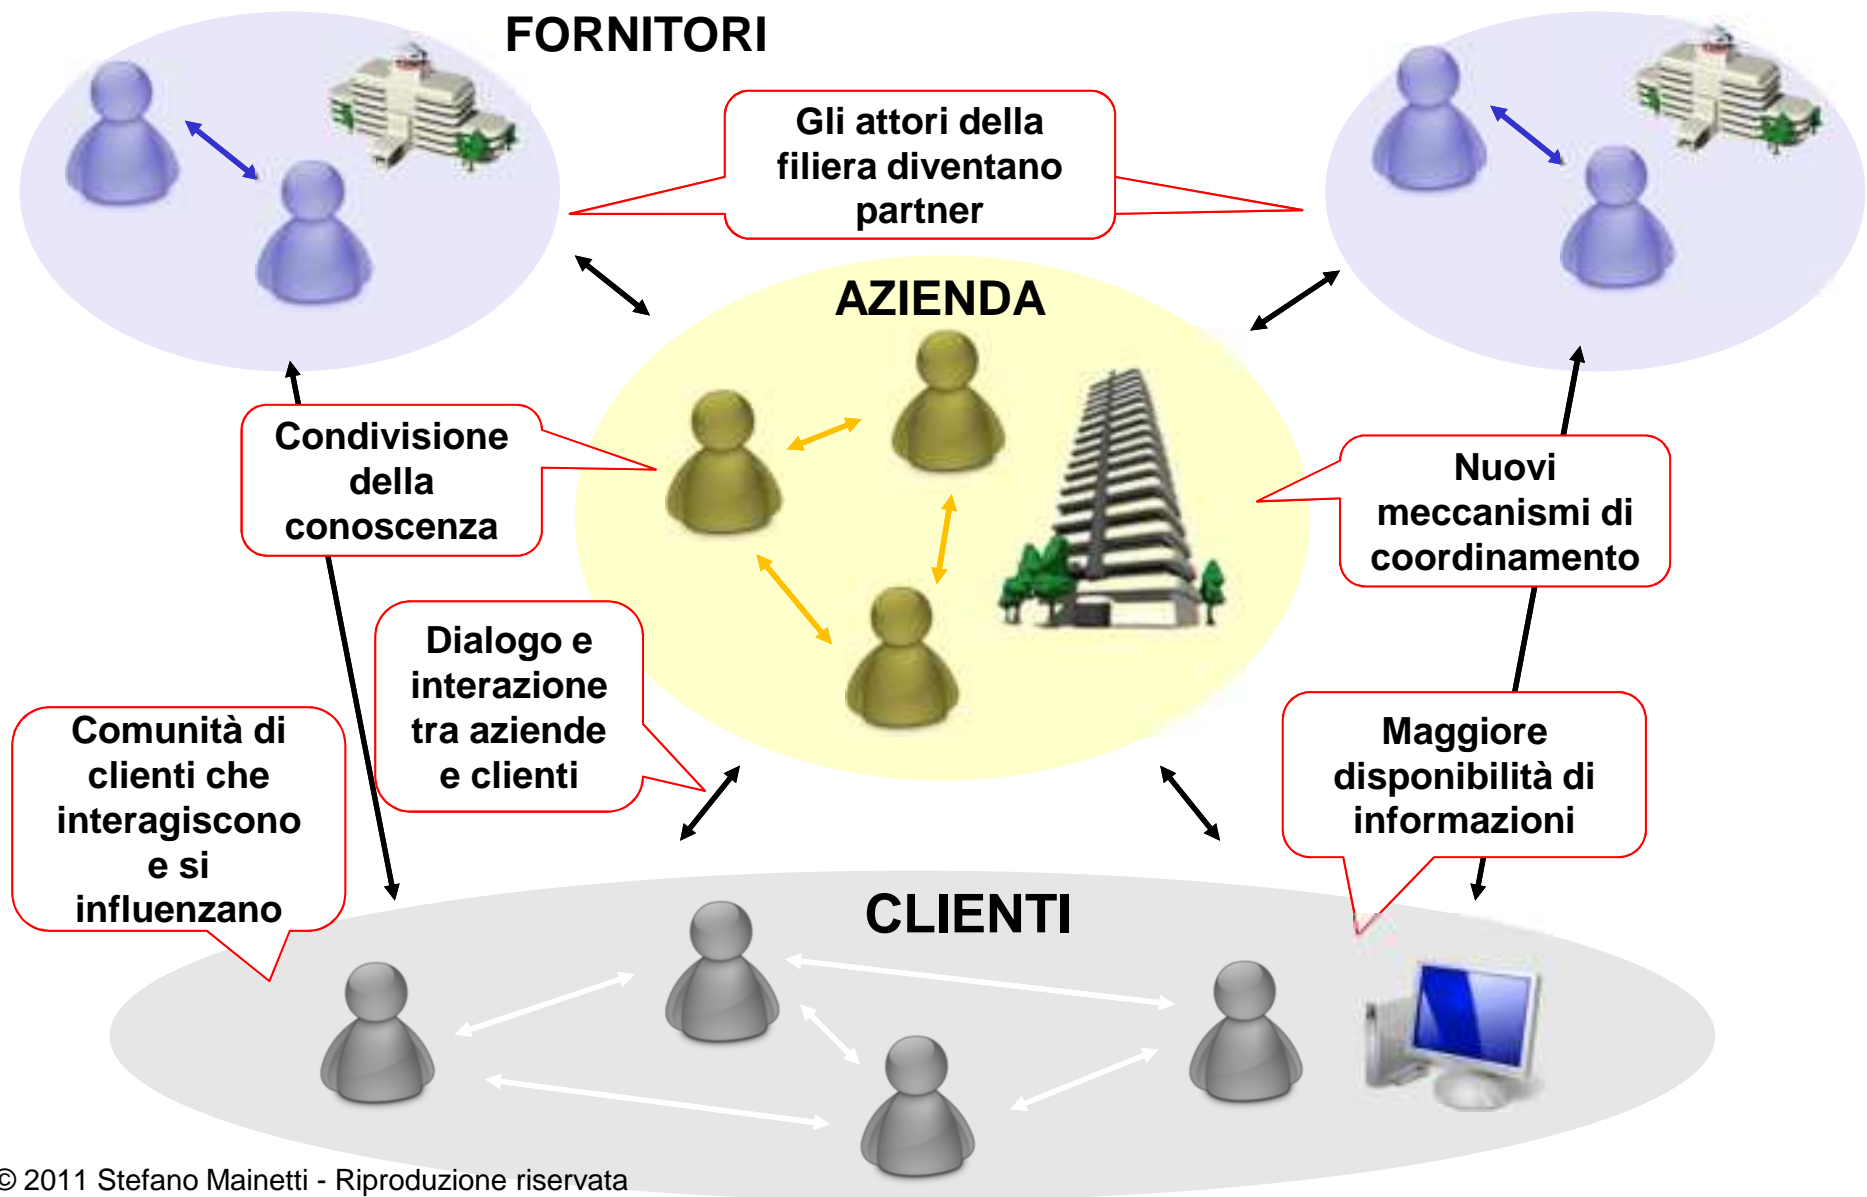 FORNITORI
Gli attori della
filiera diventano
partner
AZIENDA
Condivisione
della
conoscenza
Nuovi
meccanismi di
coordinamento
Dialogo e
interazione
tra aziende
e clienti
Comunità di
clienti che
interagiscono
e si
influenzano
Maggiore
disponibilità di
informazioni
CLIENTI
© 2011 Stefano Mainetti - Riproduzione riservata